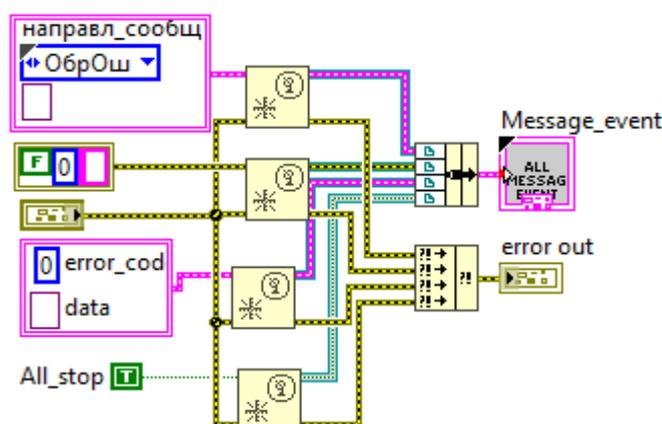 направл_сообщ
ОбрОш
Message_event
F 0
ALL
MESSAG
EVENT
0 error_cod
error out
data
All_stop T